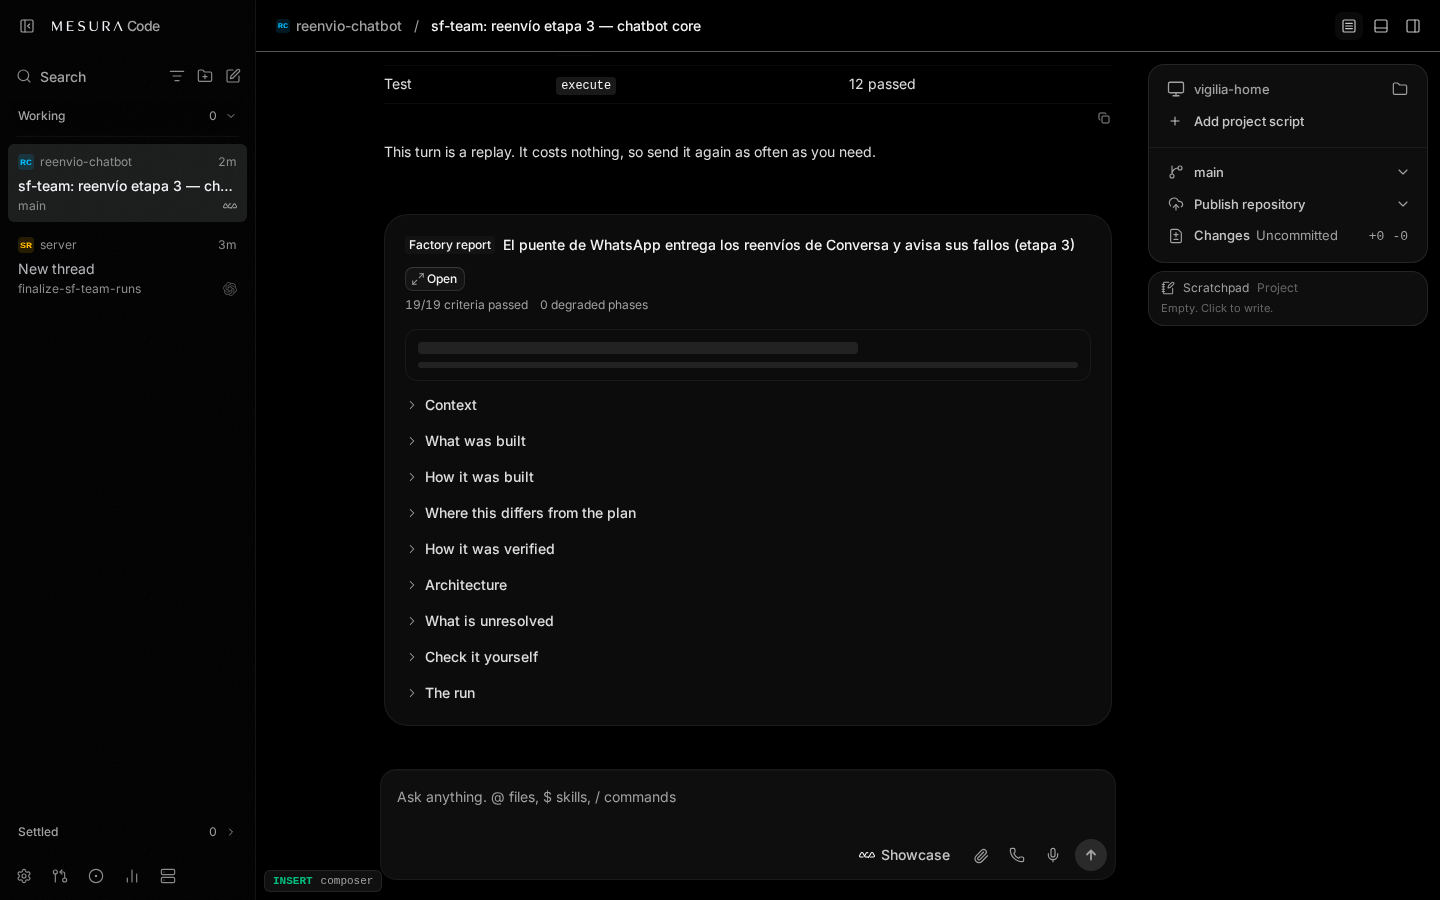 MESURA Code
Search
Working 0
RC reenvio-chatbot 2m
sf-team: reenvío etapa 3 — ch...
main
SR server 3m
New thread
finalize-sf-team-runs
Settled 0
RC reenvio-chatbot / sf-team: reenvío etapa 3 — chatbot core
Test execute 12 passed
This turn is a replay. It costs nothing, so send it again as often as you need.
Factory report El puente de WhatsApp entrega los reenvíos de Conversa y avisa sus fallos (etapa 3)
Open
19/19 criteria passed 0 degraded phases
Context
What was built
How it was built
Where this differs from the plan
How it was verified
Architecture
What is unresolved
Check it yourself
The run
Ask anything. @ files, $ skills, / commands
Showcase
INSERT composer
vigilia-home
Add project script
main
Publish repository
Changes Uncommitted +0 -0
Scratchpad Project
Empty. Click to write.